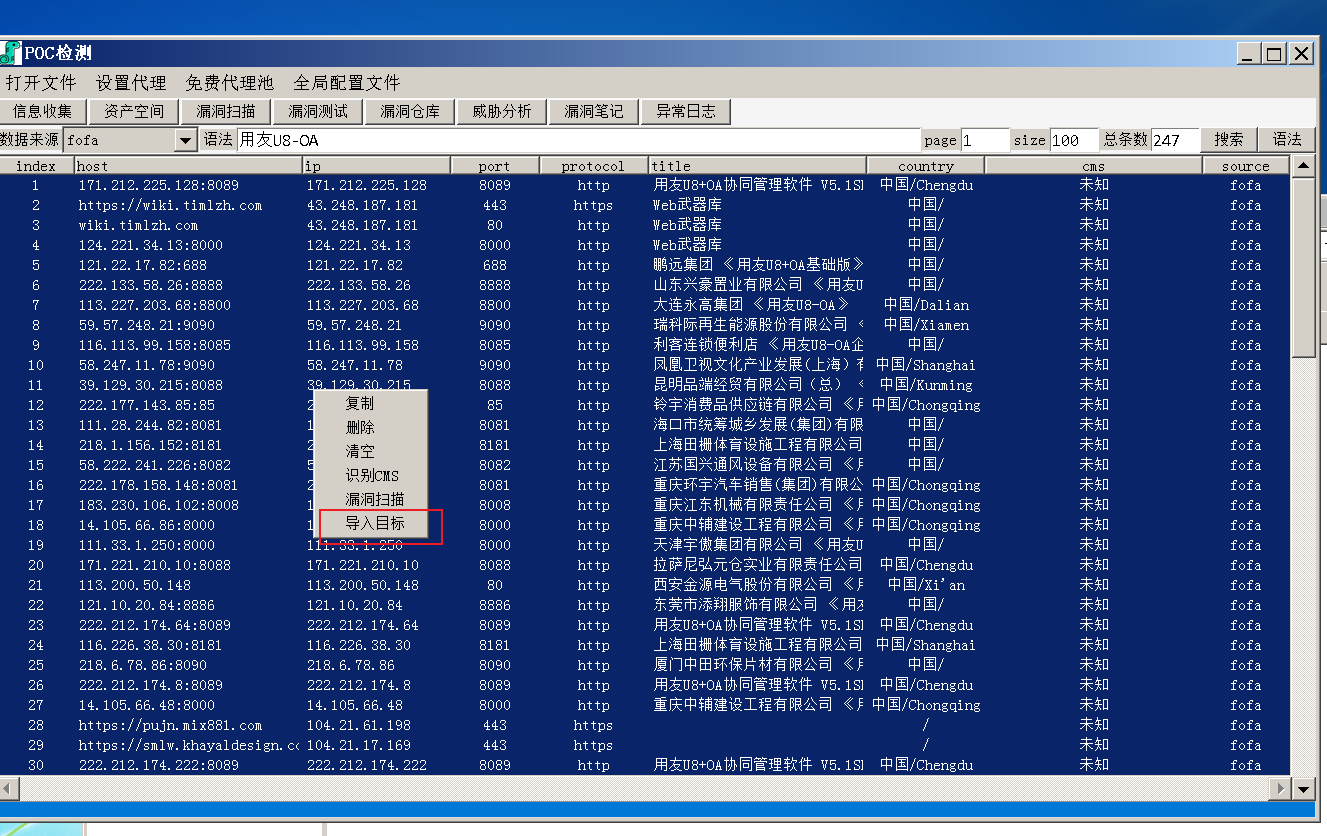 POC检测
打开文件 设置代理 免费代理池 全局配置文件
信息收集 资产空间 漏洞扫描 漏洞测试 漏洞仓库 威胁分析 漏洞笔记 异常日志
数据来源 fofa 语法 用友U8-OA page 1 size 100 总条数 247 搜索 语法
index host ip port protocol title country cms source
1 171.212.225.128:8089 171.212.225.128 8089 http 用友U8+OA协同管理软件 V5.1S 中国/Chengdu 未知 fofa
2 https://wiki.timlzh.com 43.248.187.181 443 https Web武器库 中国/ 未知 fofa
3 wiki.timlzh.com 43.248.187.181 80 http Web武器库 中国/ 未知 fofa
4 124.221.34.13:8000 124.221.34.13 8000 http Web武器库 中国/ 未知 fofa
5 121.22.17.82:688 121.22.17.82 688 http 鹏远集团 《用友U8+OA基础版》 中国/ 未知 fofa
6 222.133.58.26:8888 222.133.58.26 8888 http 山东兴豪置业有限公司 《用友U 中国/ 未知 fofa
7 113.227.203.68:8800 113.227.203.68 8800 http 大连永高集团 《用友U8-OA》 中国/Dalian 未知 fofa
8 59.57.248.21:9090 59.57.248.21 9090 http 瑞科际再生能源股份有限公司 《 中国/Xiamen 未知 fofa
9 116.113.99.158:8085 116.113.99.158 8085 http 利客连锁便利店 《用友U8-OA企 中国/ 未知 fofa
10 58.247.11.78:9090 58.247.11.78 9090 http 凤凰卫视文化产业发展(上海) 中国/Shanghai 未知 fofa
11 39.129.30.215:8088 39.129.30.215 8088 http 昆明品端经贸有限公司（总） 《 中国/Kunming 未知 fofa
12 222.177.143.85:85 2 85 http 铃宇消费品供应链有限公司 《 中国/Chongqing 未知 fofa
13 111.28.244.82:8081 1 8081 http 海口市统筹城乡发展(集团)有限 中国/ 未知 fofa
14 218.1.156.152:8181 2 8181 http 上海田栅体育设施工程有限公司 中国/ 未知 fofa
15 58.222.241.226:8082 5 8082 http 江苏国兴通风设备有限公司 《 中国/ 未知 fofa
16 222.178.158.148:8081 2 8081 http 重庆环宇汽车销售(集团)有限公 中国/Chongqing 未知 fofa
17 183.230.106.102:8008 1 8008 http 重庆江东机械有限责任公司 《 中国/Chongqing 未知 fofa
18 14.105.66.86:8000 1 8000 http 重庆中辅建设工程有限公司 《 中国/Chongqing 未知 fofa
复制
删除
清空
识别CMS
漏洞扫描
导入目标
19 111.33.1.250:8000 111.33.1.250 8000 http 天津宇傲集团有限公司 《用友U 中国/ 未知 fofa
20 171.221.210.10:8088 171.221.210.10 8088 http 拉萨尼弘元仓实业有限责任公司 中国/Chengdu 未知 fofa
21 113.200.50.148 113.200.50.148 80 http 西安金源电气股份有限公司 《 中国/Xi'an 未知 fofa
22 121.10.20.84:8886 121.10.20.84 8886 http 东莞市添翔服饰有限公司 《用 中国/ 未知 fofa
23 222.212.174.64:8089 222.212.174.64 8089 http 用友U8+OA协同管理软件 V5.1S 中国/Chengdu 未知 fofa
24 116.226.38.30:8181 116.226.38.30 8181 http 上海田栅体育设施工程有限公司 中国/Shanghai 未知 fofa
25 218.6.78.86:8090 218.6.78.86 8090 http 厦门中田环保片材有限公司 《 中国/ 未知 fofa
26 222.212.174.8:8089 222.212.174.8 8089 http 用友U8+OA协同管理软件 V5.1S 中国/Chengdu 未知 fofa
27 14.105.66.48:8000 14.105.66.48 8000 http 重庆中辅建设工程有限公司 《 中国/Chongqing 未知 fofa
28 https://pujn.mix881.com 104.21.61.198 443 https / 未知 fofa
29 https://smlw.khayaldesign.co 104.21.17.169 443 https / 未知 fofa
30 222.212.174.222:8089 222.212.174.222 8089 http 用友U8+OA协同管理软件 V5.1S 中国/Chengdu 未知 fofa